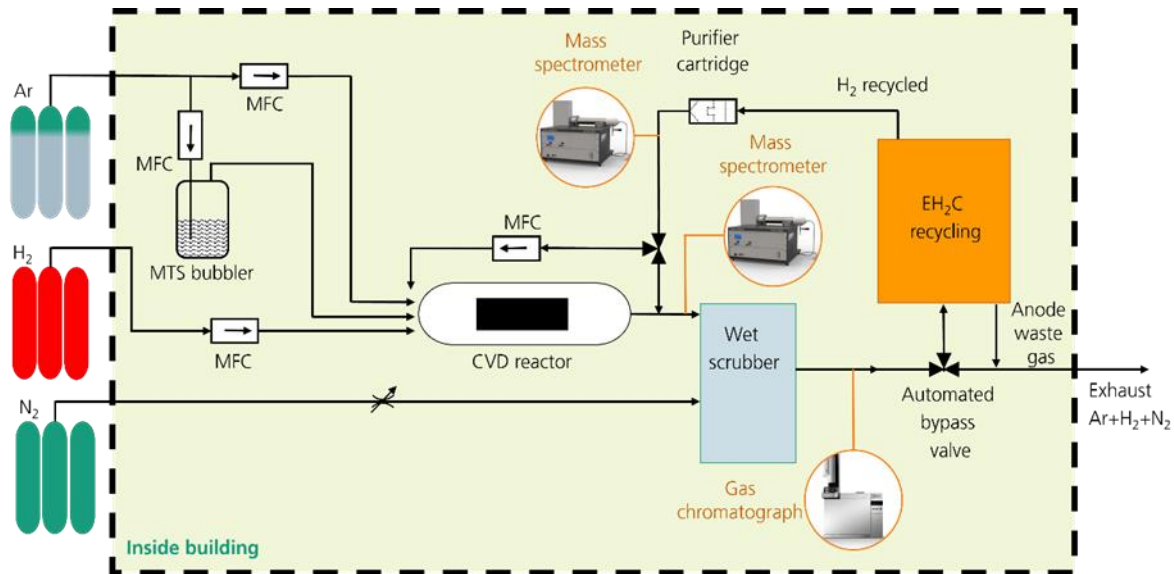 Mass
spectrometer
Purifier
cartridge
Ar
MFC
H₂ recycled
Mass
spectrometer
MFC
EH₂C
recycling
MFC
H₂
MTS bubbler
MFC
CVD reactor
Wet
scrubber
Anode
waste
gas
N₂
Automated
bypass
valve
Exhaust
Ar+H₂+N₂
Gas
chromatograph
Inside building